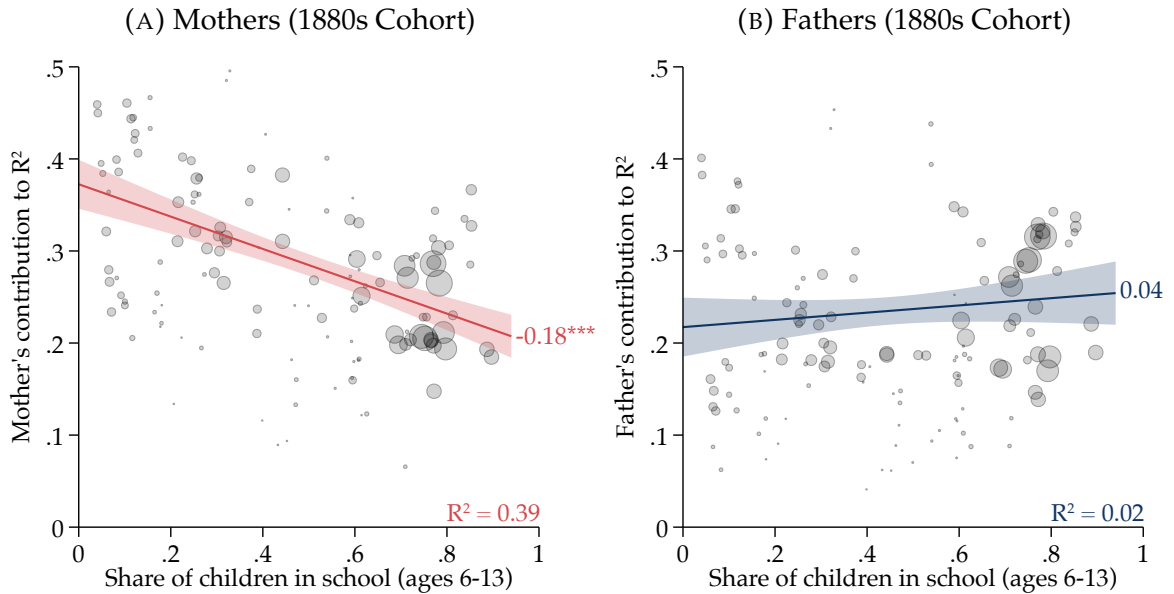 (A) Mothers (1880s Cohort)
Mother's contribution to R²
.5
.4
.3
.2
.1
0
-0.18***
R² = 0.39
0 .2 .4 .6 .8 1
Share of children in school (ages 6-13)
(B) Fathers (1880s Cohort)
Father's contribution to R²
.5
.4
.3
.2
.1
0
0.04
R² = 0.02
0 .2 .4 .6 .8 1
Share of children in school (ages 6-13)